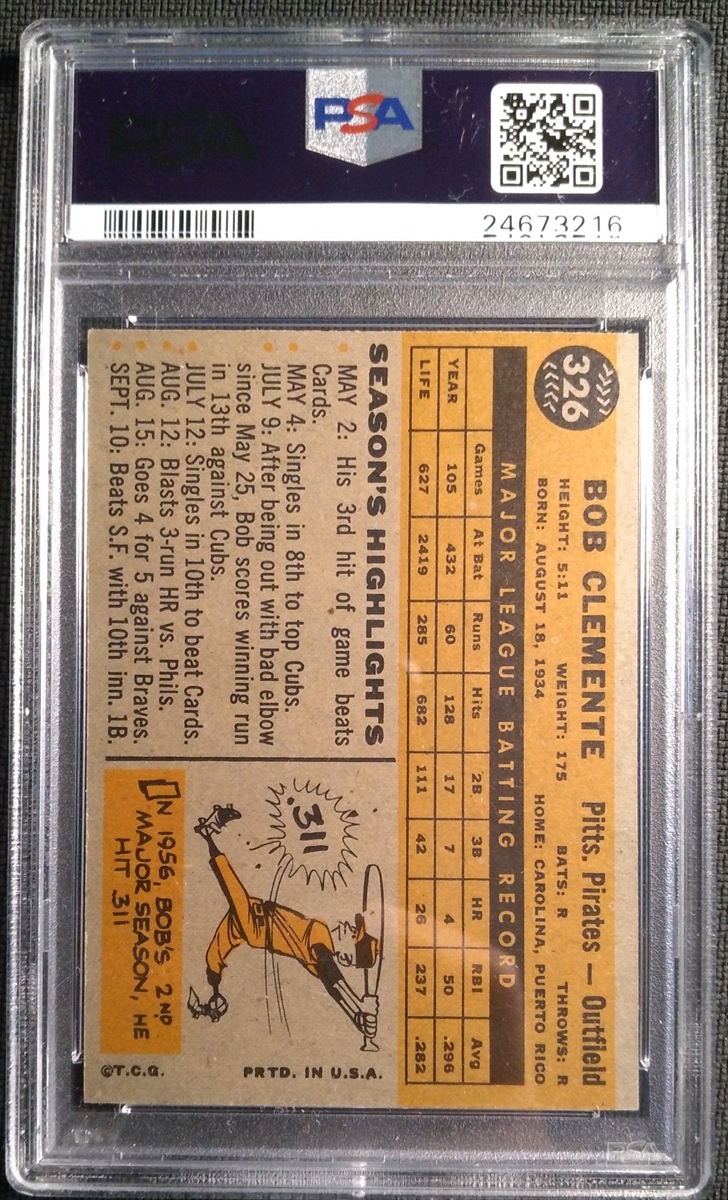 PSA
24673216
326
BOB CLEMENTE Pitts. Pirates — Outfield
HEIGHT: 5:11 WEIGHT: 175 BATS: R THROWS: R
BORN: AUGUST 18, 1934 HOME: CAROLINA, PUERTO RICO
MAJOR LEAGUE BATTING RECORD
Games At Bat Runs Hits 2B 3B HR RBI Avg
YEAR 105 432 60 128 17 7 4 50 .296
LIFE 627 2419 285 682 111 42 26 237 .282
SEASON'S HIGHLIGHTS
MAY 2: His 3rd hit of game beats
Cards.
MAY 4: Singles in 8th to top Cubs.
JULY 9: After being out with bad elbow
since May 25, Bob scores winning run
in 13th against Cubs.
JULY 12: Singles in 10th to beat Cards.
AUG. 12: Blasts 3-run HR vs. Phils.
AUG. 15: Goes 4 for 5 against Braves.
SEPT. 10: Beats S.F. with 10th inn. 1B.
.311
IN 1956, BOB'S 2ND
MAJOR SEASON, HE
HIT .311
©T.C.G. PRTD. IN U.S.A.
PSA